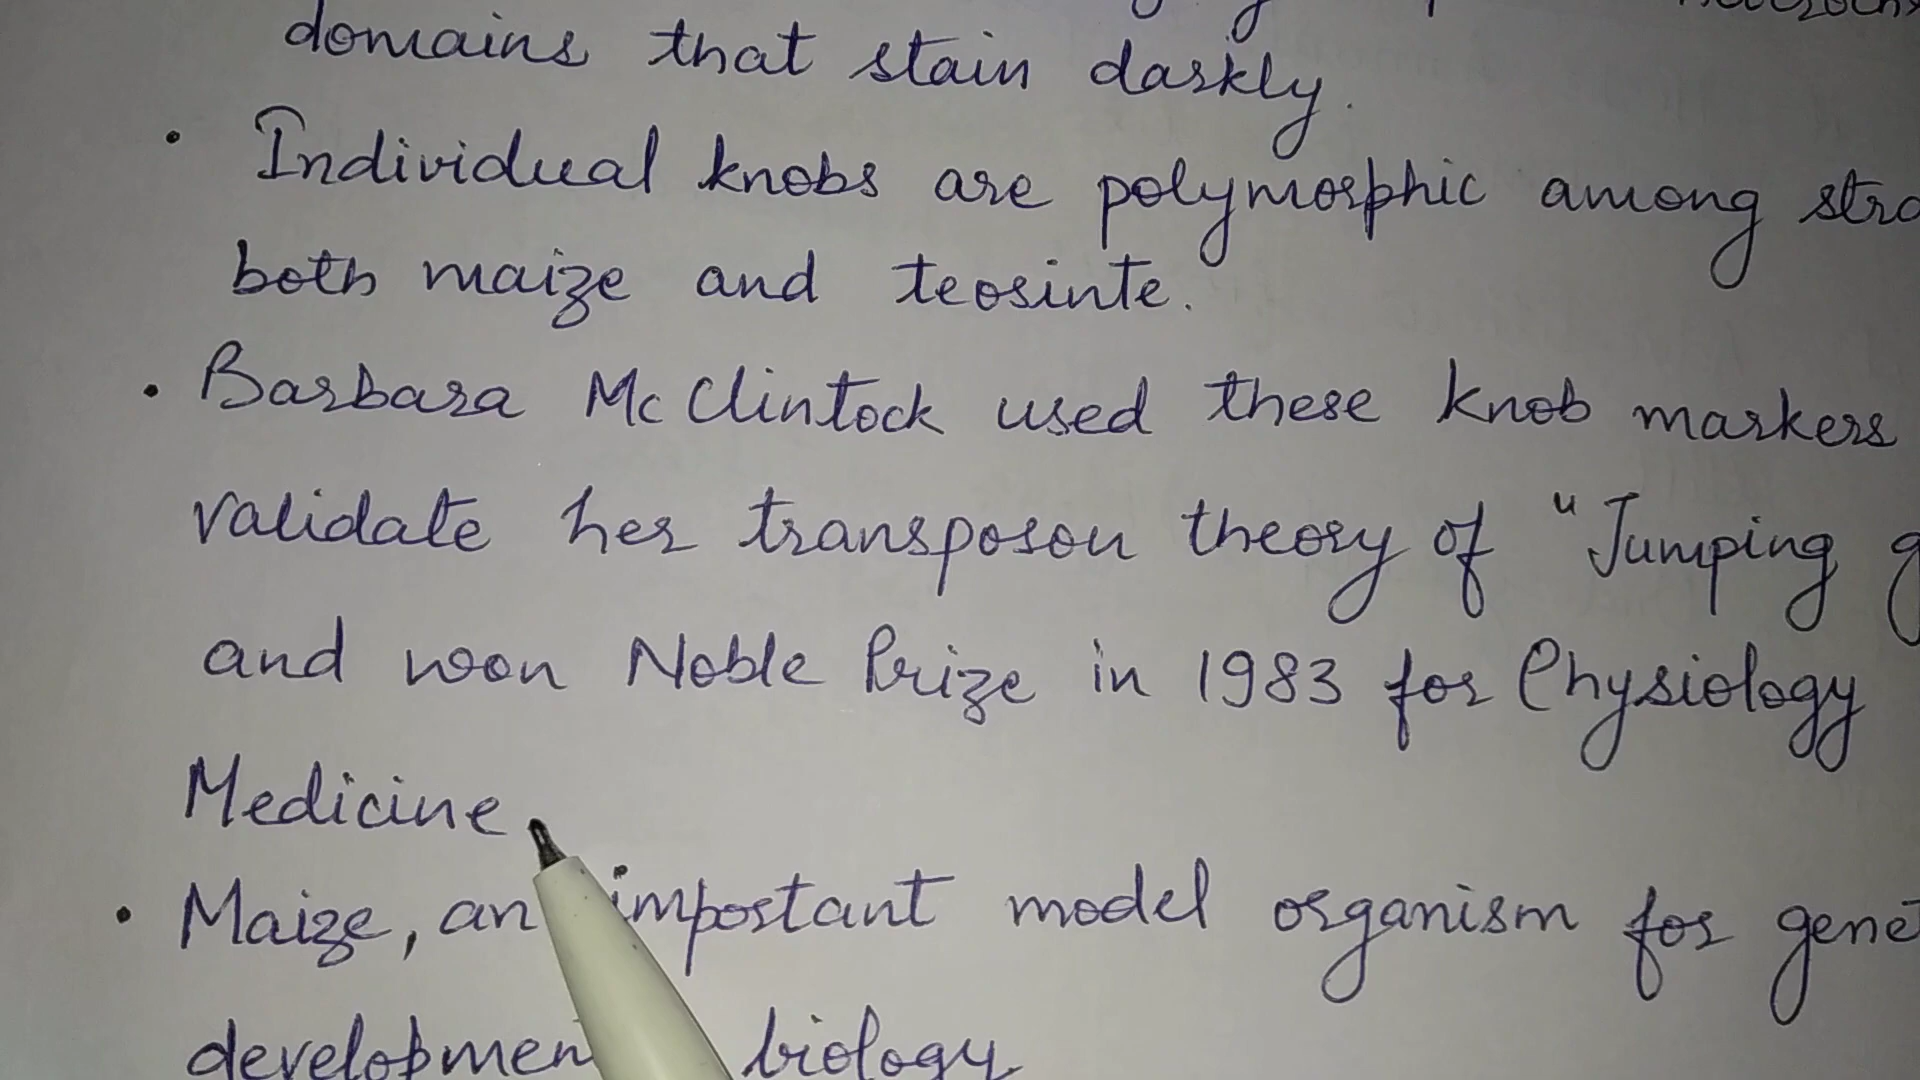 domains that stain darkly.
• Individual knobs are polymorphic among
both maize and teosinte.
• Barbara McClintock used these knob markers
validate her transposon theory of "Jumping
and won Noble Prize in 1983 for Physiology
Medicine
• Maize, an important model organism for
biology